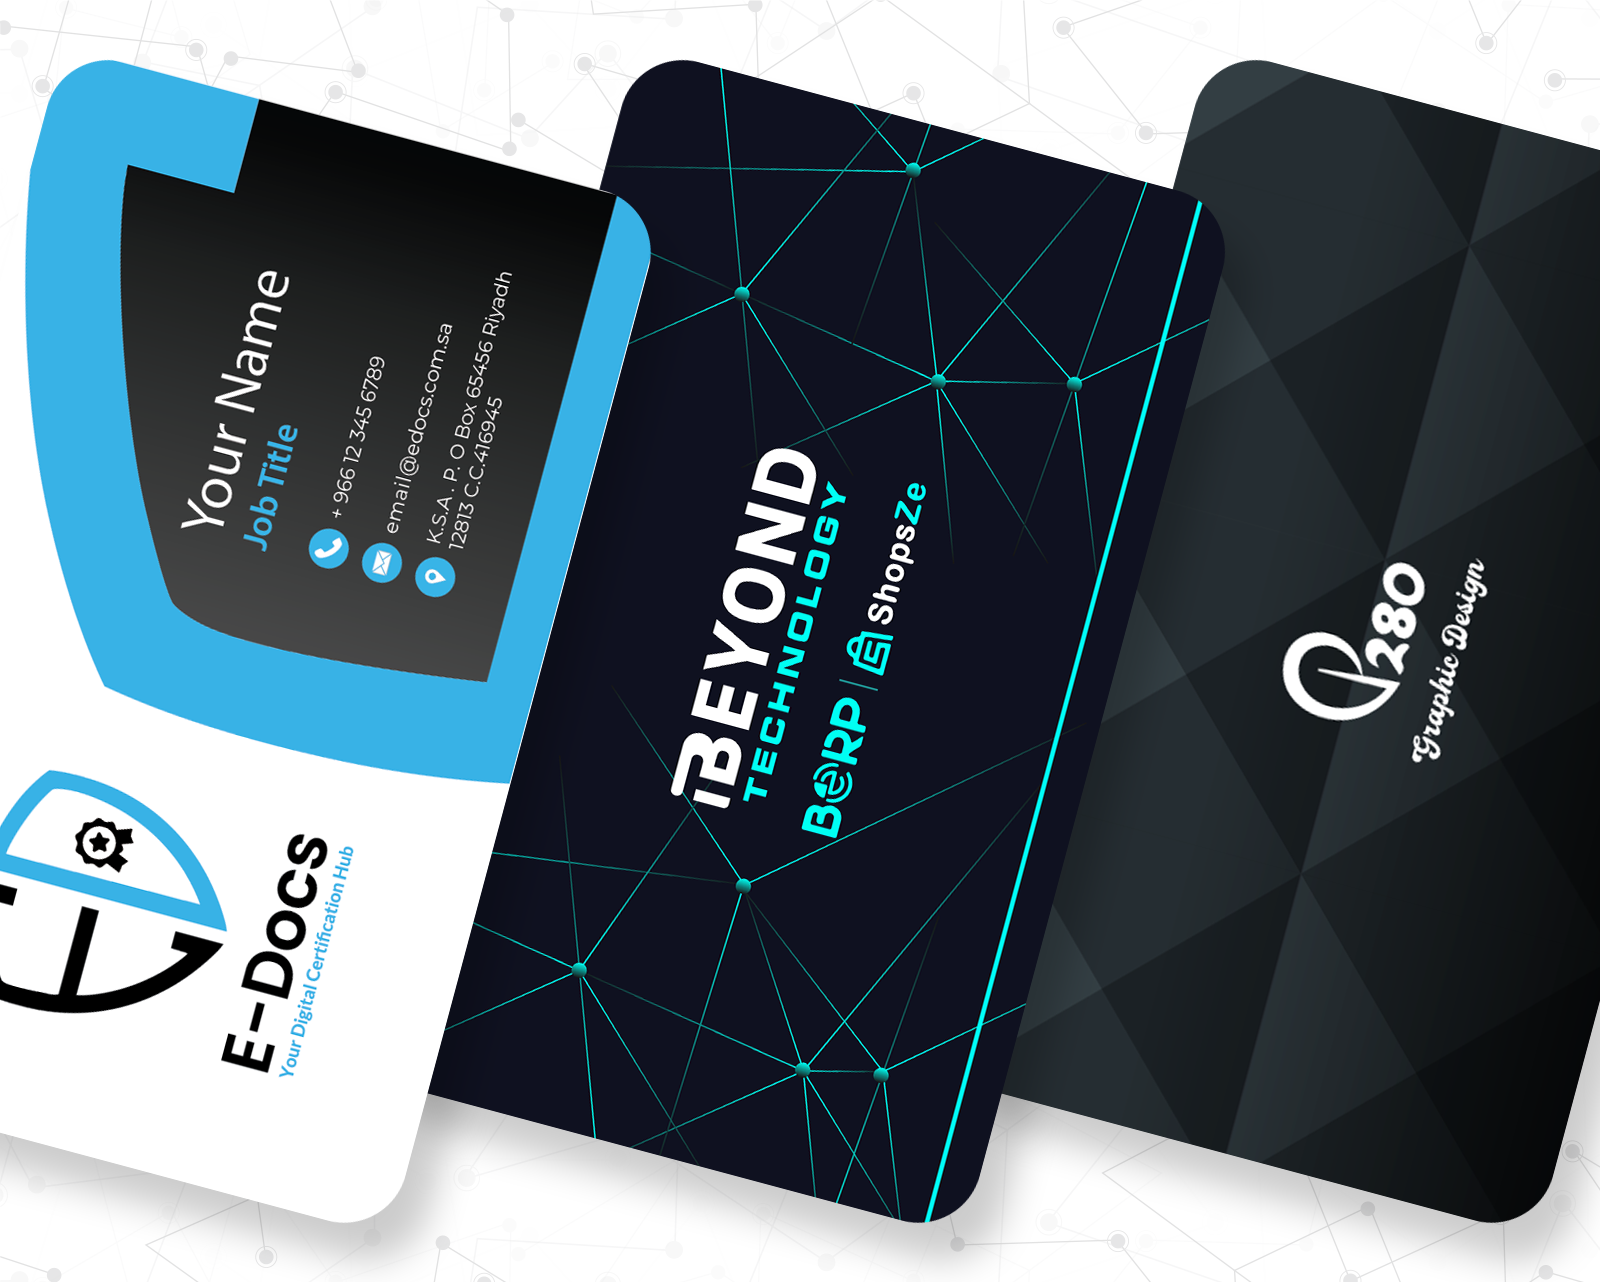 Your Name
Job Title
+ 966 12 345 6789
email@edocs.com.sa
K.S.A . P. O Box 65456 Riyadh
12813 C.C.416945
E-Docs
Your Digital Certification Hub
BEYOND
TECHNOLOGY
BeRP | ShopsZe
280
Graphic Design